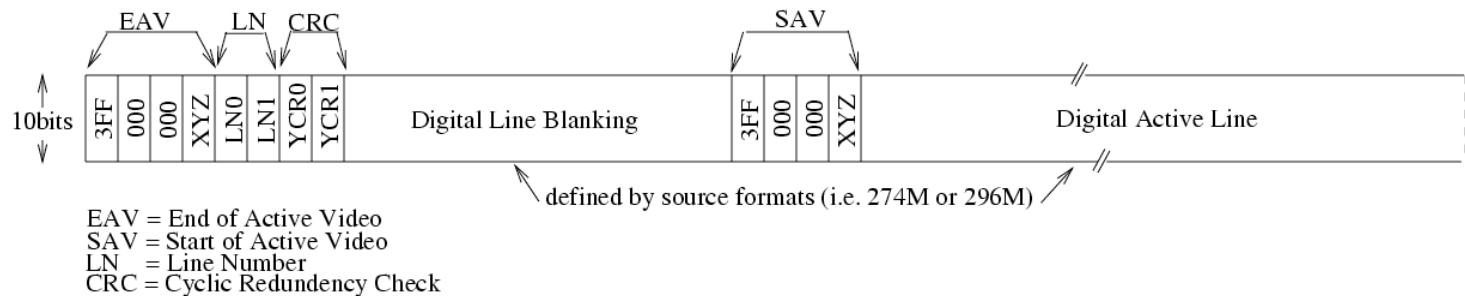 EAV LN CRC SAV
10bits 3FF 000 000 XYZ LN0 LN1 YCR0 YCR1 Digital Line Blanking 3FF 000 000 XYZ Digital Active Line
defined by source formats (i.e. 274M or 296M)
EAV = End of Active Video
SAV = Start of Active Video
LN = Line Number
CRC = Cyclic Redundancy Check